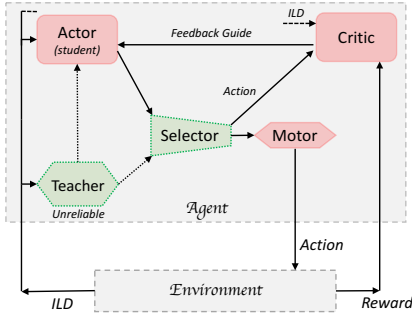 ILD
Actor
(student)
Feedback Guide
Critic
Action
Selector
Motor
Teacher
Unreliable
Agent
Action
Environment
ILD
Reward